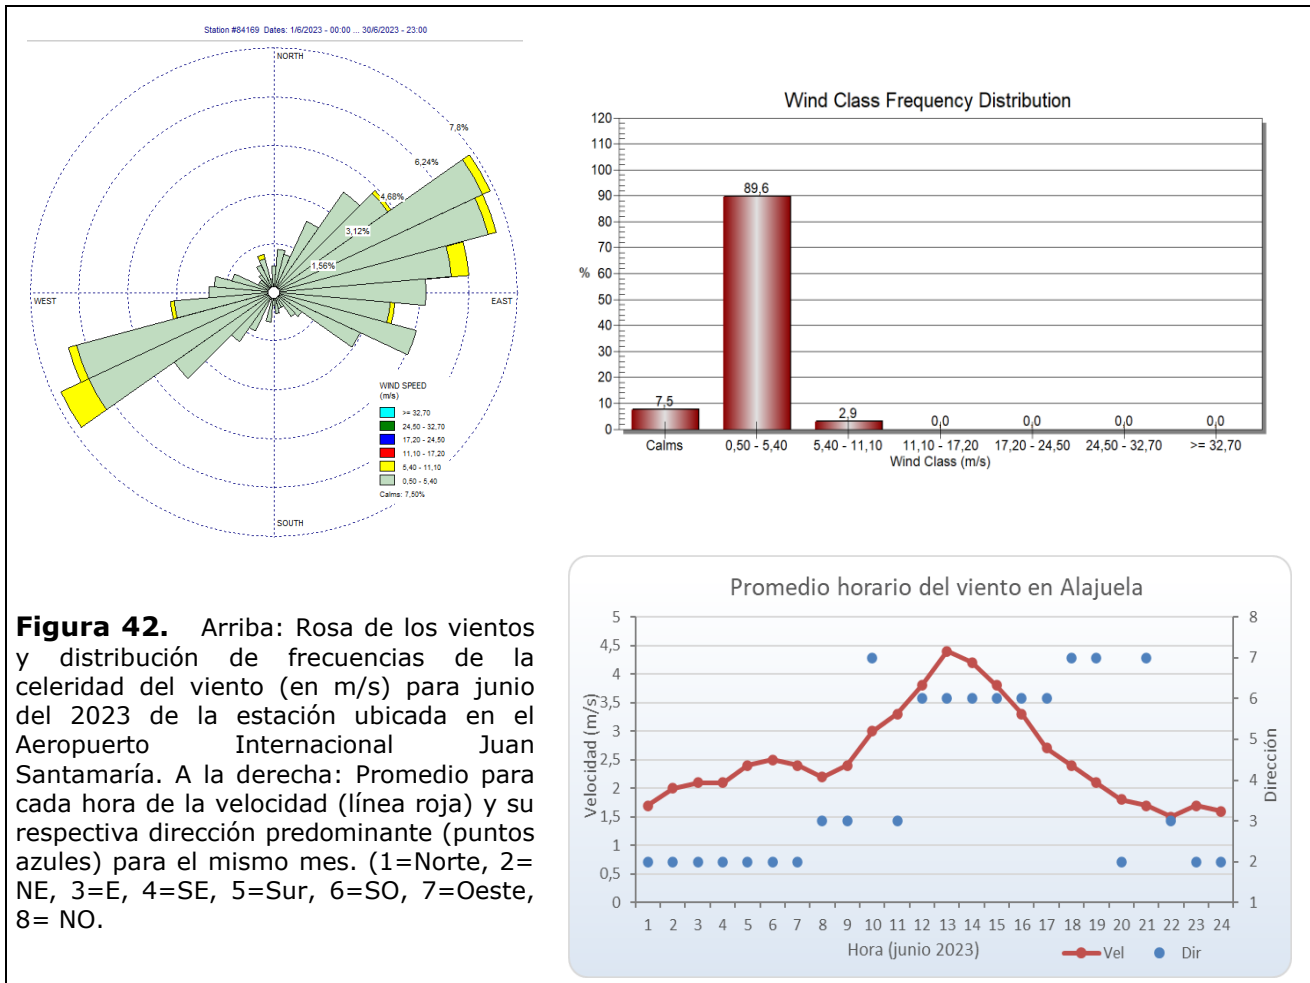 Station #84169 Dates: 1/6/2023 - 00:00 ... 30/6/2023 - 23:00
NORTH
7,8%
6,24%
4,68%
3,12%
1,56%
WEST
EAST
SOUTH
WIND SPEED
(m/s)
>= 32,70
24,50 - 32,70
17,20 - 24,50
11,10 - 17,20
5,40 - 11,10
0,50 - 5,40
Calms: 7,50%
Wind Class Frequency Distribution
120
110
100
90
80
70
60
50
40
30
20
10
0
%
7,5
89,6
2,9
0,0
0,0
0,0
0,0
Calms
0,50 - 5,40
5,40 - 11,10
11,10 - 17,20
17,20 - 24,50
24,50 - 32,70
>= 32,70
Wind Class (m/s)
Figura 42. Arriba: Rosa de los vientos
y distribución de frecuencias de la
celeridad del viento (en m/s) para junio
del 2023 de la estación ubicada en el
Aeropuerto Internacional Juan
Santamaría. A la derecha: Promedio para
cada hora de la velocidad (línea roja) y su
respectiva dirección predominante (puntos
azules) para el mismo mes. (1=Norte, 2=
NE, 3=E, 4=SE, 5=Sur, 6=SO, 7=Oeste,
8= NO.
Promedio horario del viento en Alajuela
5
4,5
4
3,5
3
2,5
2
1,5
1
0,5
0
Velocidad (m/s)
8
7
6
5
4
3
2
1
Dirección
1 2 3 4 5 6 7 8 9 10 11 12 13 14 15 16 17 18 19 20 21 22 23 24
Hora (junio 2023)
Vel
Dir